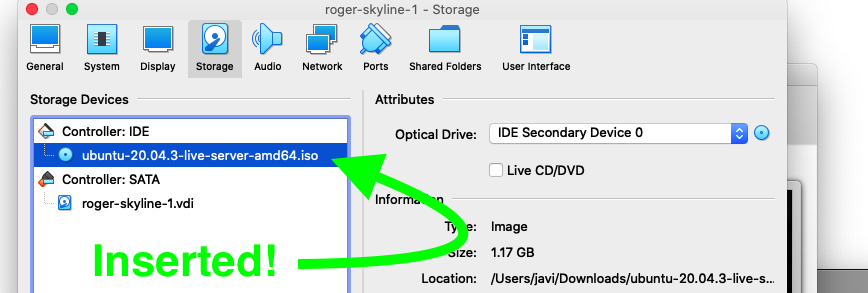 roger-skyline-1 - Storage
General System Display Storage Audio Network Ports Shared Folders User Interface
Storage Devices
Controller: IDE
ubuntu-20.04.3-live-server-amd64.iso
Controller: SATA
roger-skyline-1.vdi
Inserted!
Attributes
Optical Drive: IDE Secondary Device 0
Live CD/DVD
Information
Type: Image
Size: 1.17 GB
Location: /Users/javi/Downloads/ubuntu-20.04.3-live-s...